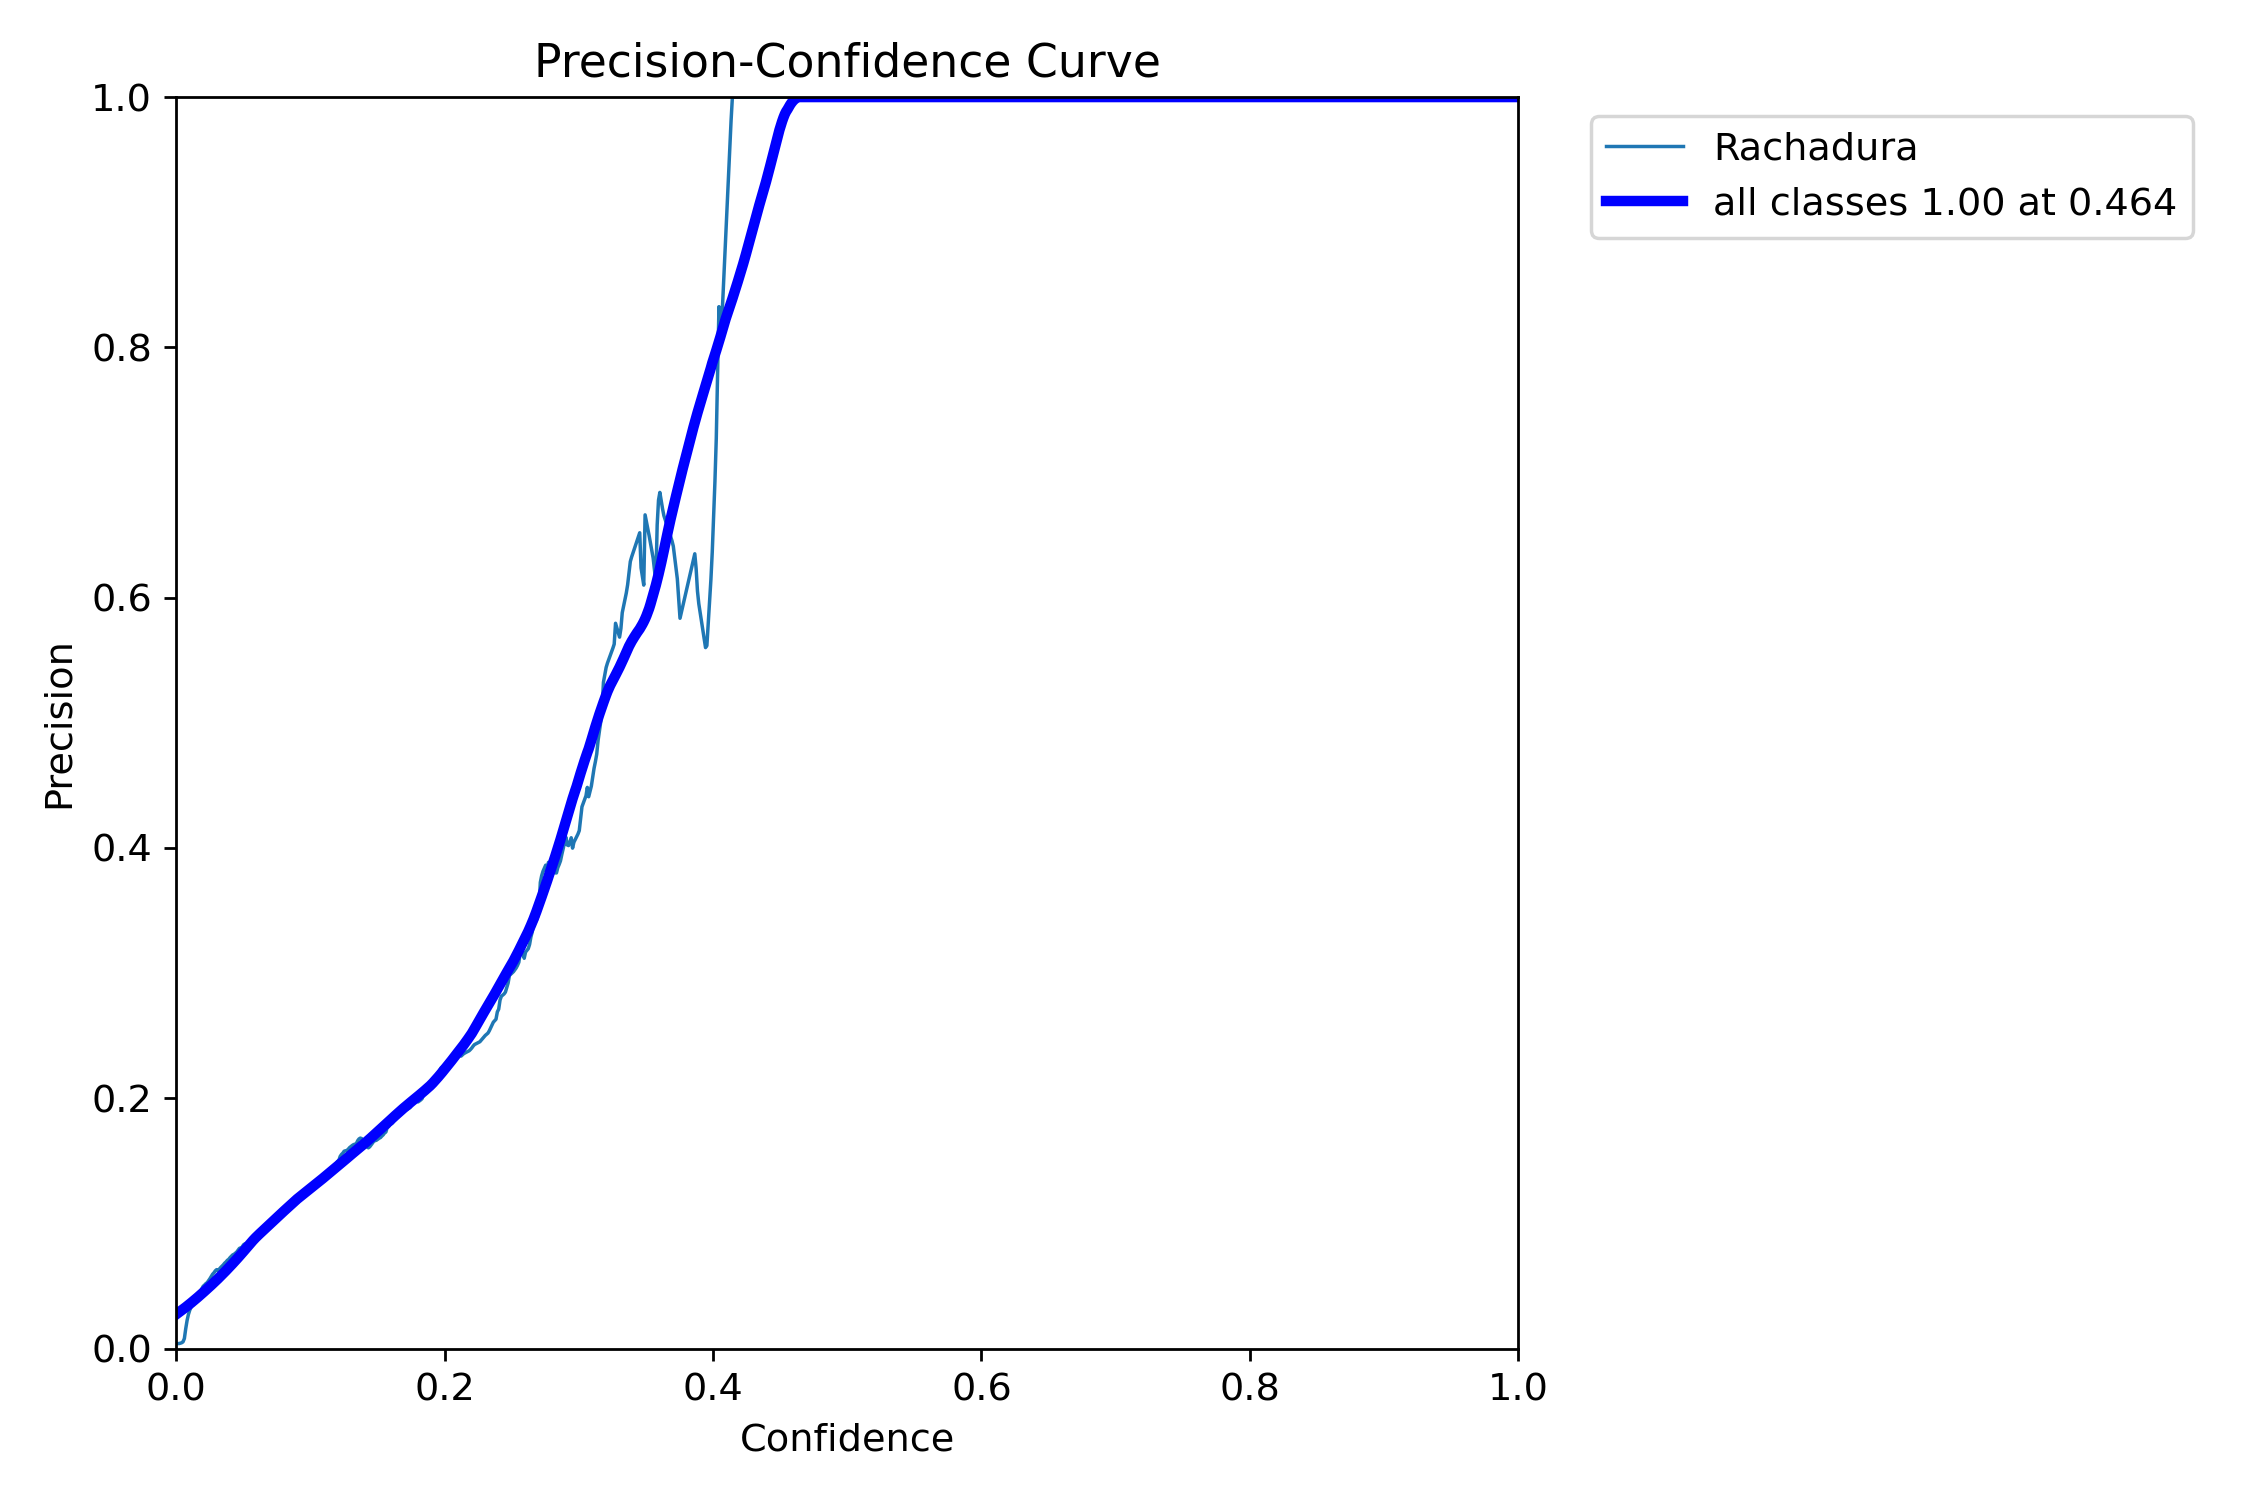 Precision-Confidence Curve
1.0
0.8
0.6
0.4
0.2
0.0
Precision
0.0 0.2 0.4 0.6 0.8 1.0
Confidence
Rachadura
all classes 1.00 at 0.464